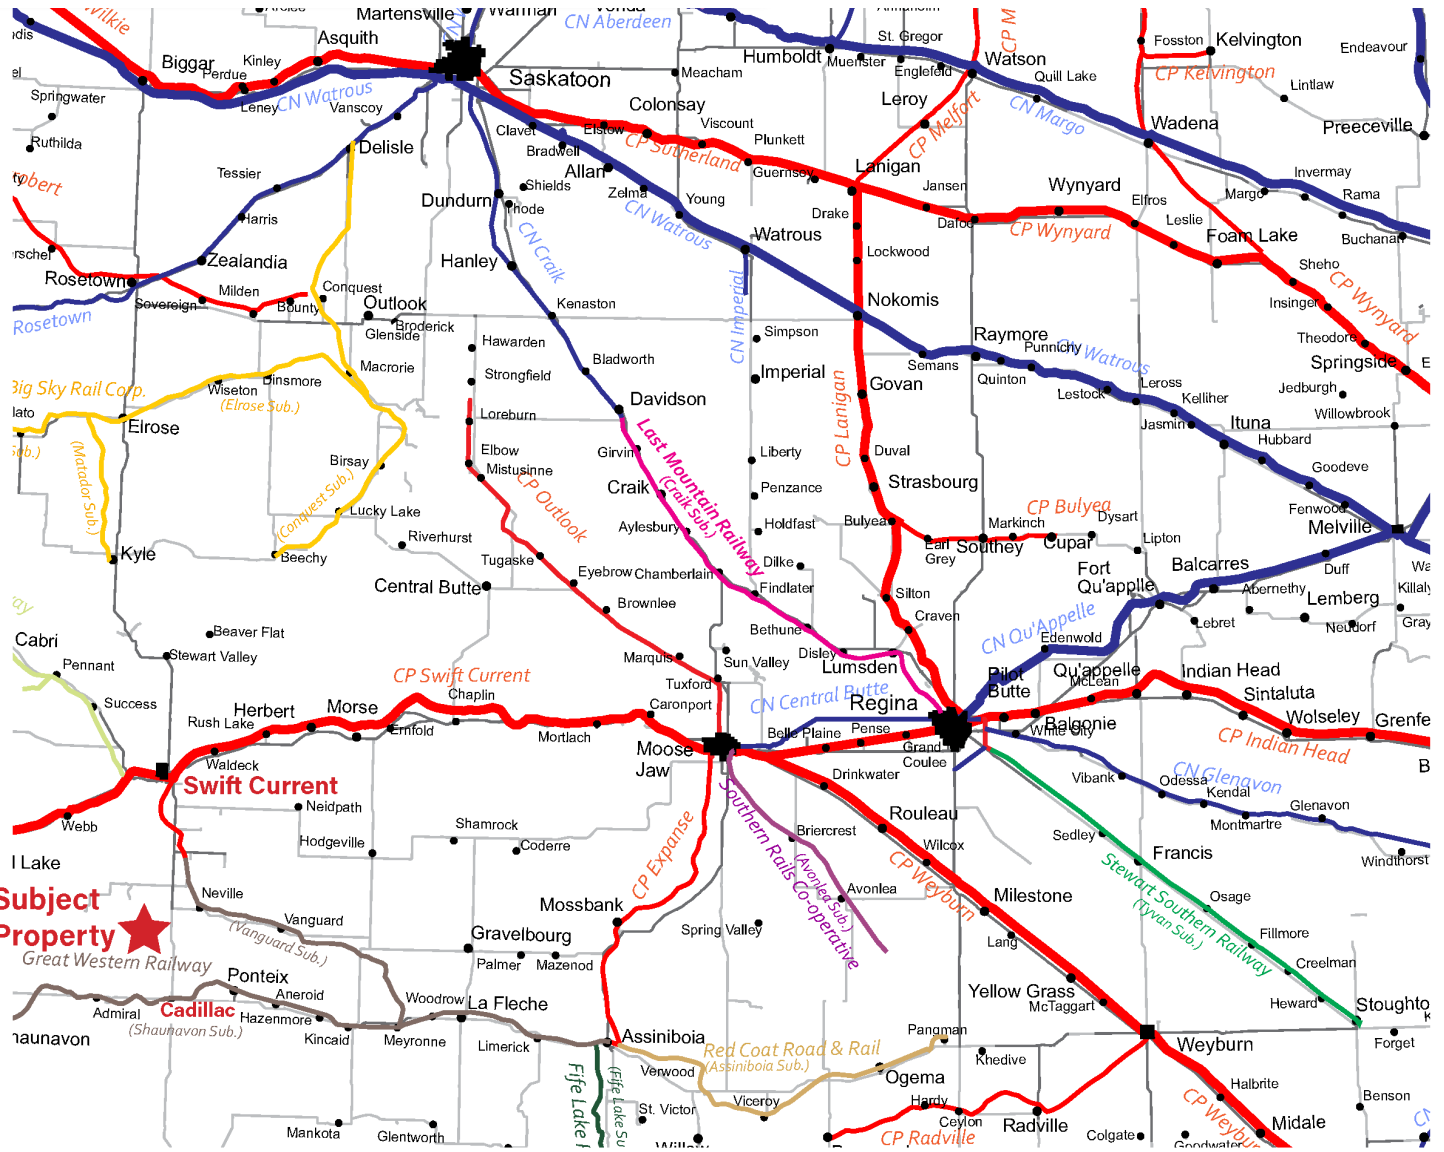 Wilkie
Martensville
Warman
CN Aberdeen
Asquith
Biggar
Perdue
Kinley
Leney
CN Watrous
Vanscoy
Saskatoon
Springwater
Ruthilda
Delisle
Tessier
Harris
Zealandia
Rosetown
Rosetown
Sovereign
Milden
Bounty
Conquest
Outlook
Glenside
Broderick
Macrorie
Big Sky Rail Corp.
Wiseton
Dinsmore
(Elrose Sub.)
Elrose
(Matador Sub.)
Birsay
(Conquest Sub.)
Lucky Lake
Beechy
Kyle
Riverhurst
Central Butte
Humboldt
Muenster
St. Gregor
Englefeld
Watson
Quill Lake
CN Margo
CP M
Fosston
Kelvington
CP Kelvington
Lintlaw
Endeavour
Preeceville
Wadena
Meacham
Colonsay
Viscount
Plunkett
Leroy
CP Melfort
Clavet
Elstow
CP Sutherland
Guernsey
Lanigan
Bradwell
Allan
Zelma
Young
CN Watrous
Watrous
Shields
Thode
Dundurn
CN Craik
Hanley
Kenaston
Bladworth
Davidson
Hawarden
Strongfield
Loreburn
Elbow
Mistusinne
CP Outlook
Tugaske
Eyebrow
Brownlee
Marquis
Tuxford
Caronport
Girvin
Craik
Aylesbury
Chamberlain
Last Mountain Railway
(Craik Sub.)
Findlater
Bethune
Disley
Lumsden
CN Imperial
Simpson
Imperial
Liberty
Penzance
Holdfast
Dilke
Sun Valley
Drake
Lockwood
Nokomis
Jansen
Dafoe
Wynyard
CP Wynyard
Elfros
Leslie
Foam Lake
Margo
Invermay
Rama
Buchanan
Sheho
Insinger
CP Wynyard
Theodore
Springside
Jedburgh
Willowbrook
Semans
Raymore
Punnichy
Quinton
CN Watrous
Lestock
Leross
Kelliher
Jasmin
Ituna
Hubbard
Goodeve
Fenwood
Melville
Govan
CP Lanigan
Duval
Strasbourg
Bulyea
Earl
Grey
Southey
Markinch
CP Bulyea
Cupar
Dysart
Lipton
Fort
Qu'applle
Balcarres
Duff
Abernethy
Lemberg
Neudorf
Lebret
Silton
Craven
CN Qu'Appelle
Edenwold
Pilot
Butte
Qu'appelle
McLean
Indian Head
Sintaluta
Wolseley
CP Indian Head
Balgonie
White City
Regina
CN Central Butte
Belle Plaine
Pense
Grand
Coulee
Cabri
Pennant
Success
Beaver Flat
Stewart Valley
CP Swift Current
Chaplin
Rush Lake
Herbert
Morse
Ernfold
Mortlach
Waldeck
Moose
Jaw
Swift Current
Webb
Neidpath
Hodgeville
Shamrock
Coderre
CP Expanse
Drinkwater
Rouleau
Wilcox
CP Weyburn
Milestone
Lang
Yellow Grass
McTaggart
Briercrest
(Avonlea Sub.)
Avonlea
Southern Rails Co-operative
Spring Valley
Vibank
Odessa
CN Glenavon
Kendal
Montmartre
Glenavon
Windthorst
Sedley
Francis
Osage
Stewart Southern Railway
(Tyvan Sub.)
Fillmore
Creelman
Heward
Forget
Benson
l Lake
Subject
Property
Great Western Railway
Neville
Vanguard
(Vanguard Sub.)
Mossbank
Gravelbourg
Palmer
Mazenod
Ponteix
Aneroid
Admiral
Cadillac
(Shaunavon Sub.)
Hazenmore
Kincaid
Meyronne
Woodrow
La Fleche
Limerick
Assiniboia
Red Coat Road & Rail
(Assiniboia Sub.)
Verwood
Viceroy
Pangman
Ogema
Khedive
Hardy
Ceylon
Radville
CP Radville
St. Victor
Mankota
Glentworth
Fife Lake
(Fife Lake Su
Weyburn
Halbrite
CP Weyburn
Midale
Colgate
Goodwater